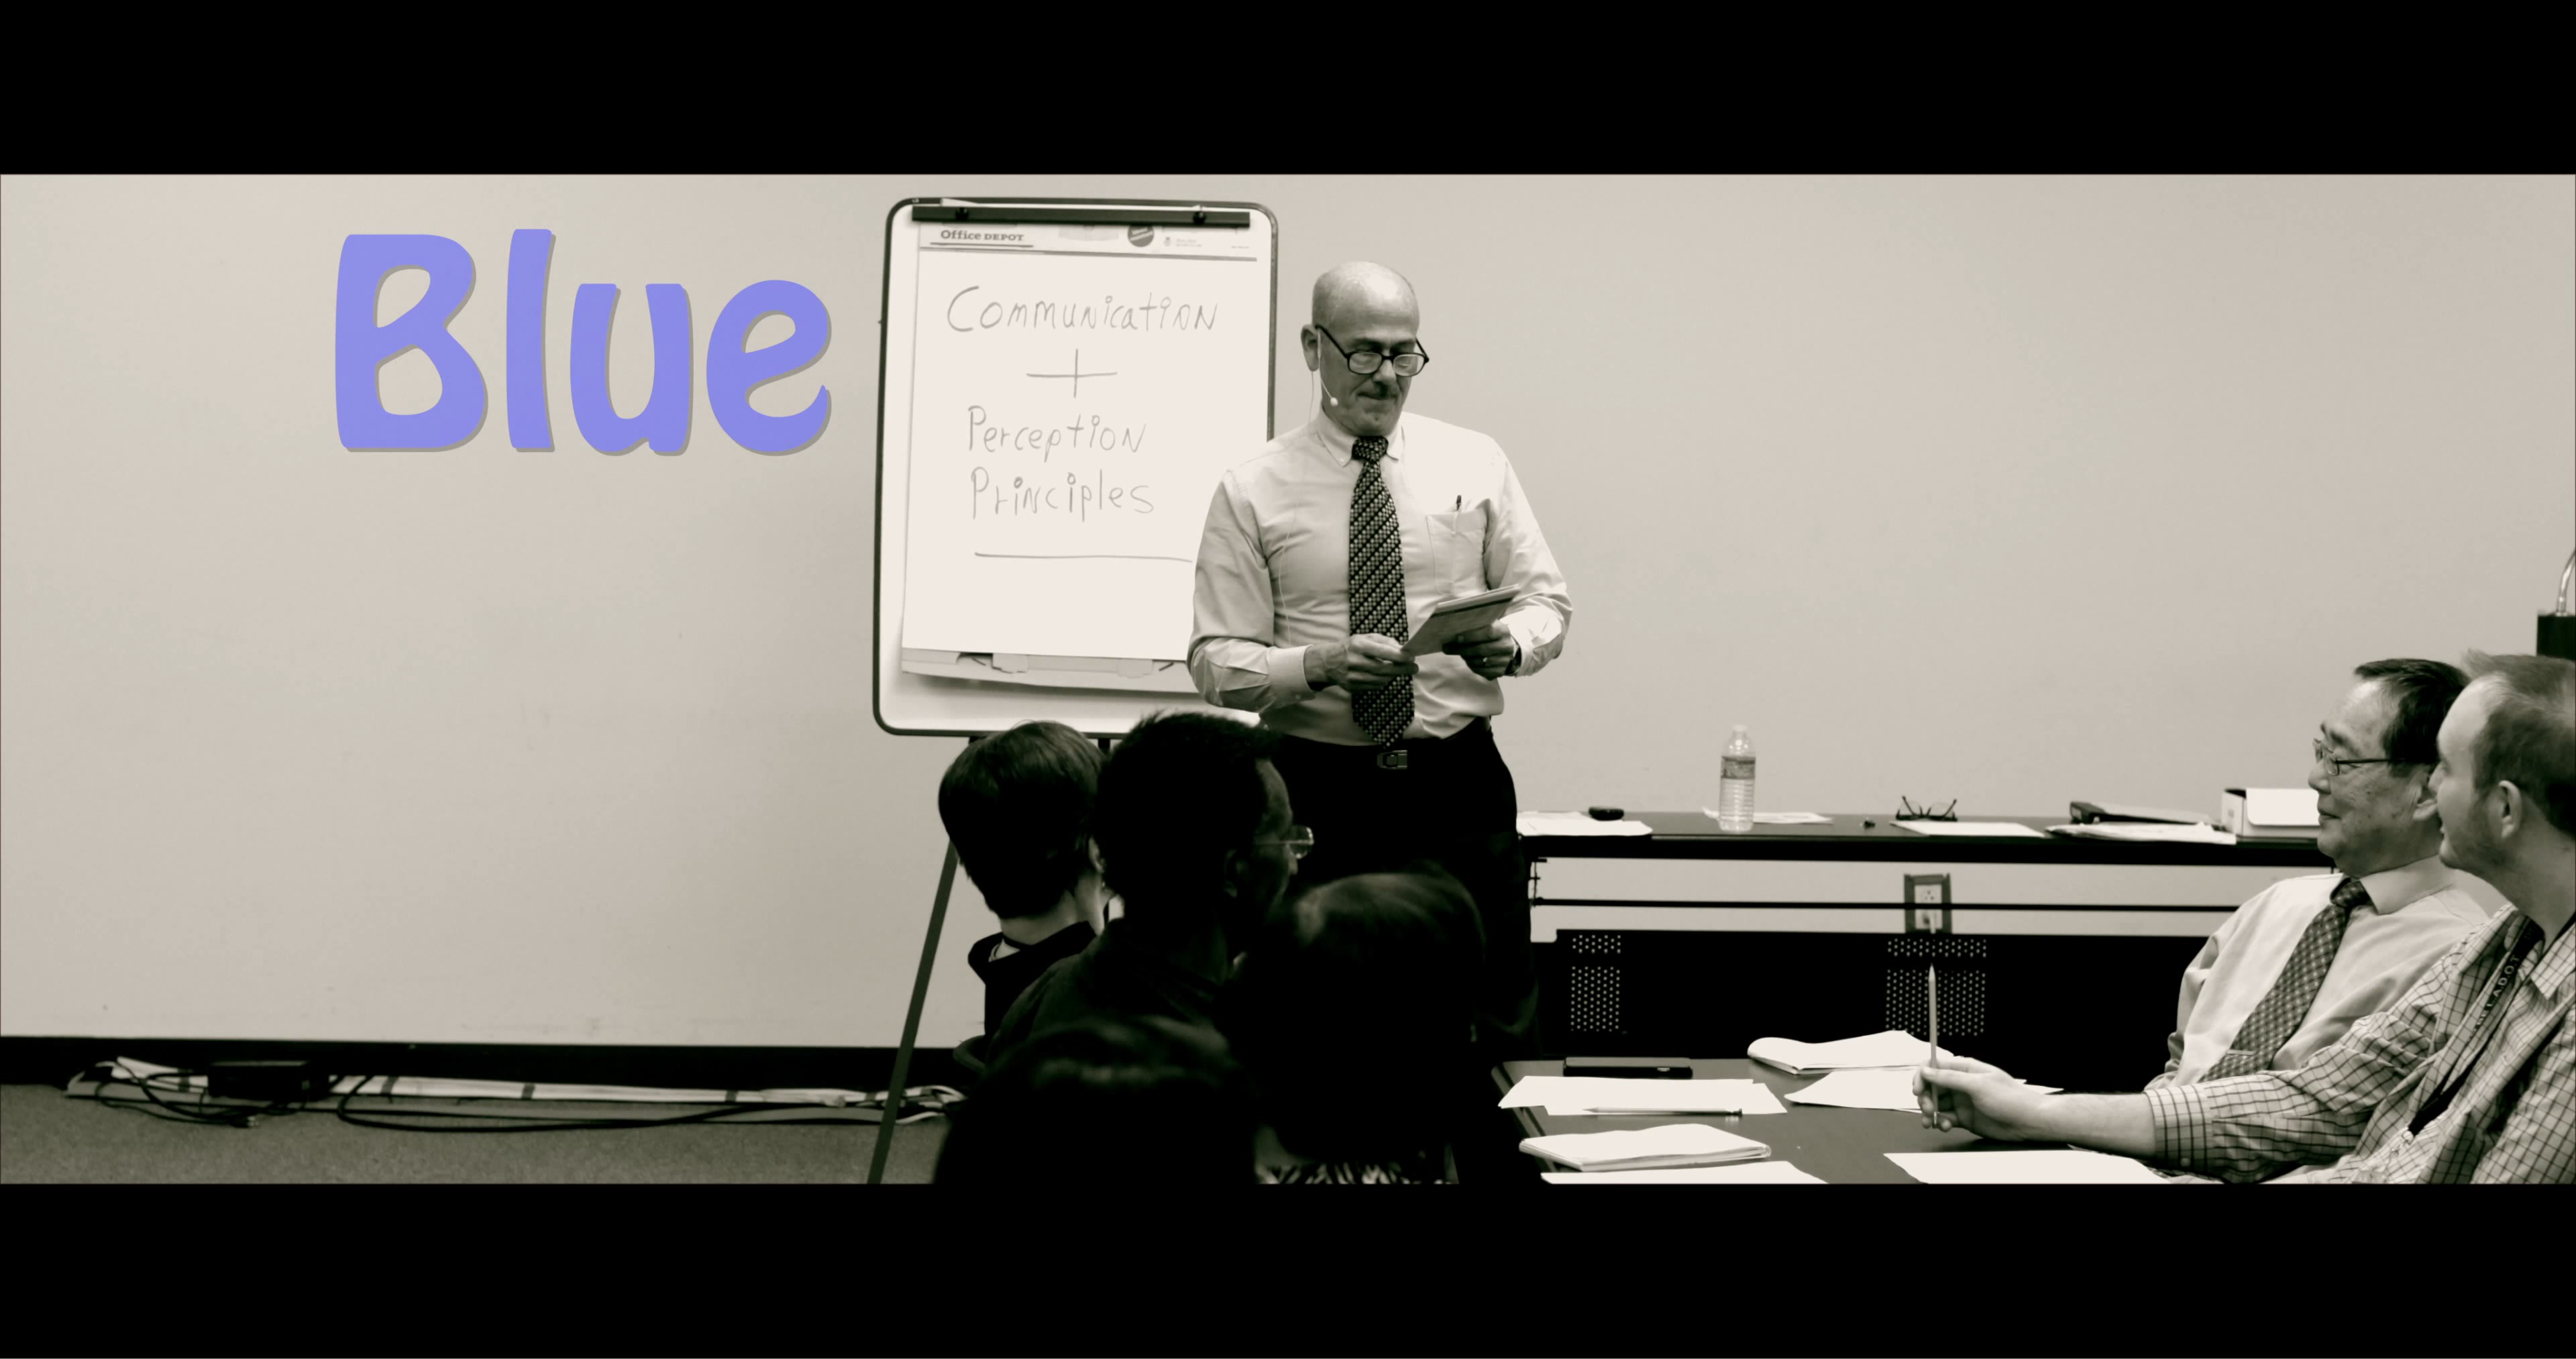 Blue
Office DEPOT
Communication
+
Perception
Principles